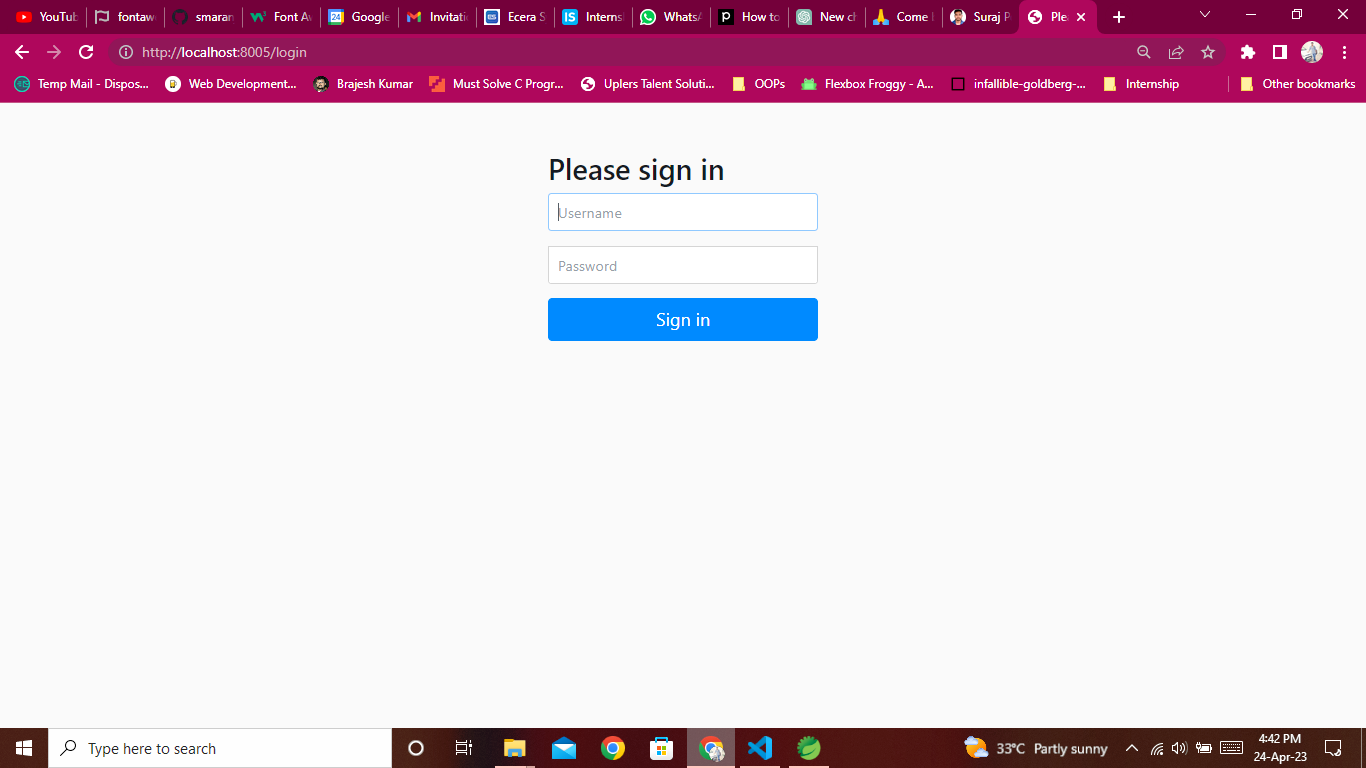 YouTub
fontaw
smaran
Font Aw
Google
Invitatio
Ecera S
Interns
WhatsA
How to
New ch
Come
Suraj P
Ple
http://localhost:8005/login
Temp Mail - Dispos...
Web Development...
Brajesh Kumar
Must Solve C Progr...
Uplers Talent Soluti...
OOPs
Flexbox Froggy - A...
infallible-goldberg-...
Internship
Other bookmarks
Please sign in
Username
Password
Sign in
Type here to search
33°C Partly sunny
4:42 PM
24-Apr-23